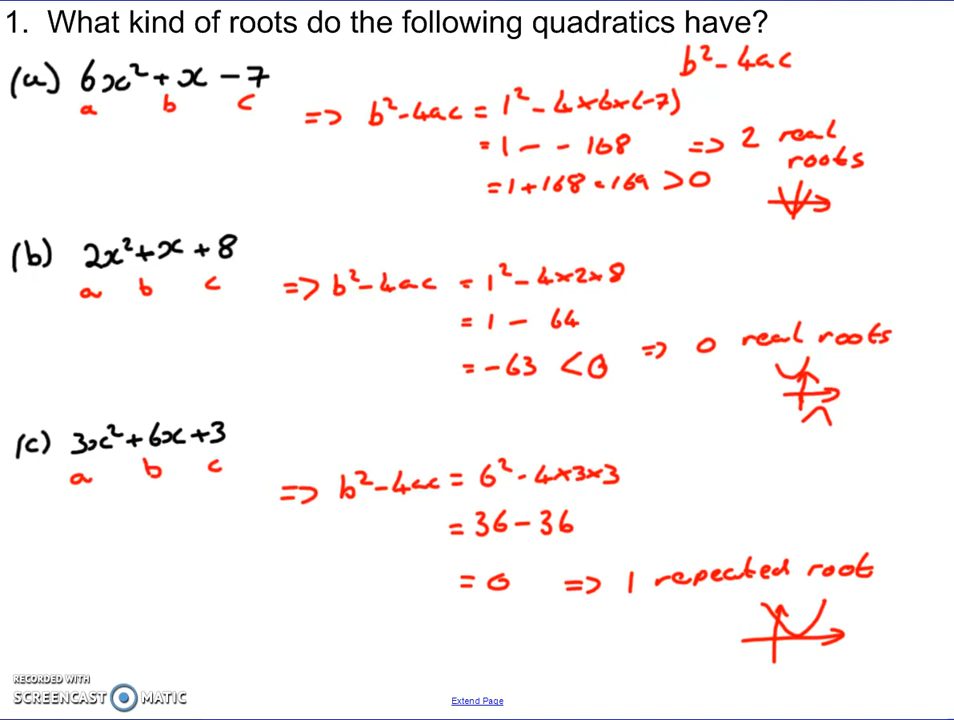 1. What kind of roots do the following quadratics have?
b² - 4ac
(a) 6x² + x - 7
a b c
=> b² - 4ac = 1² - 4×6×(-7)
= 1 - - 168 => 2 real roots
= 1 + 168 = 169 > 0
(b) 2x² + x + 8
a b c
=> b² - 4ac = 1² - 4×2×8
= 1 - 64
= -63 < 0 => 0 real roots
(c) 3x² + 6x + 3
a b c
=> b² - 4ac = 6² - 4×3×3
= 36 - 36
= 0 => 1 repeated root
RECORDED WITH
SCREENCAST MATIC
Extend Page